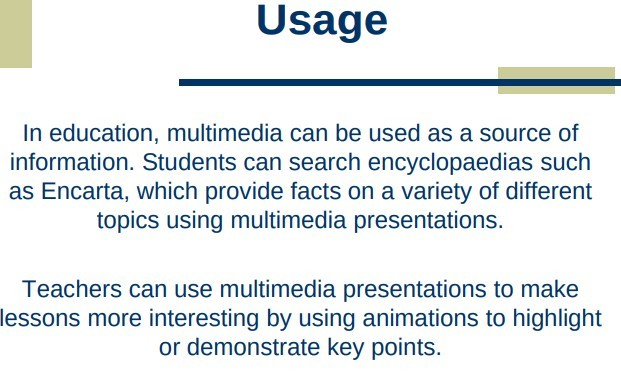 Usage
In education, multimedia can be used as a source of
information. Students can search encyclopaedias such
as Encarta, which provide facts on a variety of different
topics using multimedia presentations.
Teachers can use multimedia presentations to make
lessons more interesting by using animations to highlight
or demonstrate key points.